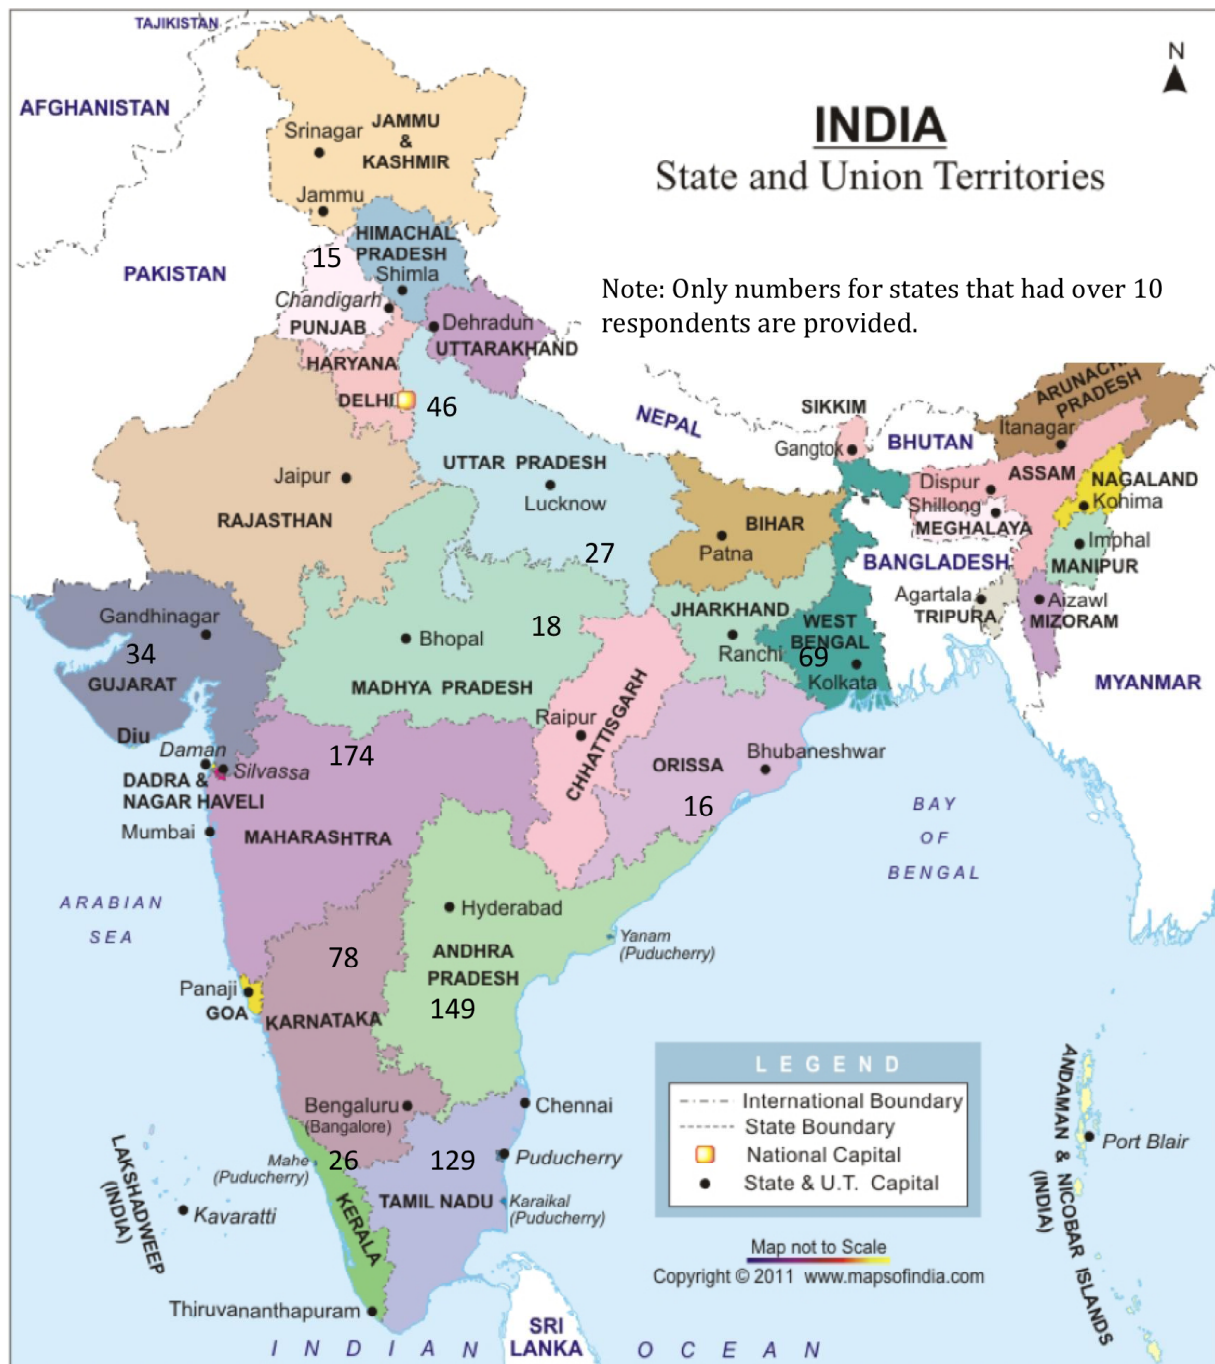 TAJIKISTAN
AFGHANISTAN
N
INDIA
State and Union Territories
JAMMU
&
KASHMIR
Srinagar
Jammu
HIMACHAL
PRADESH
Shimla
PAKISTAN
15
Chandigarh
PUNJAB
Note: Only numbers for states that had over 10
respondents are provided.
Dehradun
UTTARAKHAND
HARYANA
DELHI
46
NEPAL
SIKKIM
Gangtok
BHUTAN
ARUNACH
PRADESH
Itanagar
Jaipur
RAJASTHAN
UTTAR PRADESH
Lucknow
27
BIHAR
Patna
Dispur
ASSAM
NAGALAND
Kohima
Shillong
MEGHALAYA
BANGLADESH
Imphal
MANIPUR
Agartala
TRIPURA
Aizawl
MIZORAM
MYANMAR
Gandhinagar
34
GUJARAT
Bhopal
18
MADHYA PRADESH
JHARKHAND
Ranchi
WEST
BENGAL
69
Kolkata
Diu
Daman
Silvassa
DADRA &
NAGAR HAVELI
Mumbai
174
MAHARASHTRA
Raipur
CHHATTISGARH
ORISSA
Bhubaneshwar
16
BAY
OF
BENGAL
ARABIAN
SEA
Hyderabad
Yanam
(Puducherry)
78
ANDHRA
PRADESH
149
Panaji
GOA
KARNATAKA
Bengaluru
(Bangalore)
Chennai
Mahe
(Puducherry)
26
129
Puducherry
TAMIL NADU
Karaikal
(Puducherry)
KERALA
LAKSHADWEEP
(INDIA)
Kavaratti
Thiruvananthapuram
LEGEND
International Boundary
State Boundary
National Capital
State & U.T. Capital
Map not to Scale
Copyright © 2011 www.mapsofindia.com
ANDAMAN & NICOBAR ISLANDS
(INDIA)
Port Blair
SRI
LANKA
INDIAN OCEAN